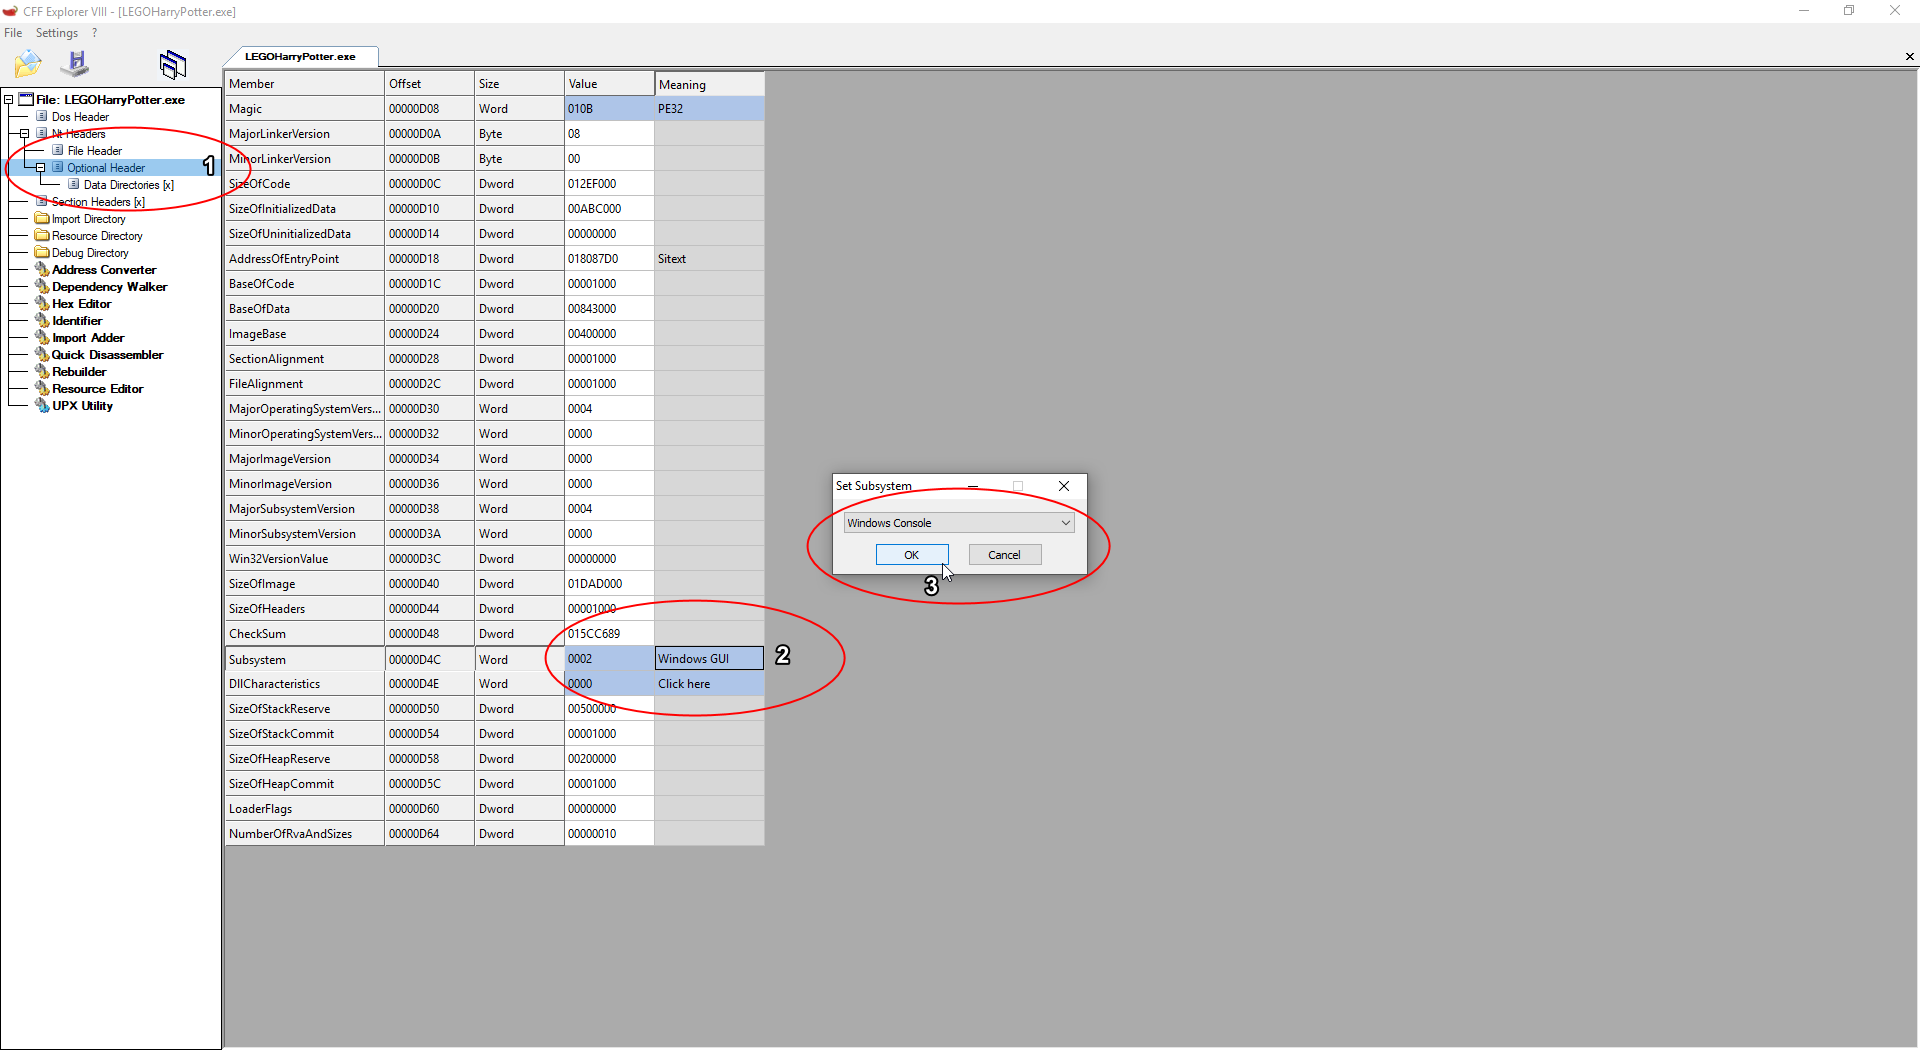 CFF Explorer VIII - [LEGOHarryPotter.exe]
File Settings ?
LEGOHarryPotter.exe
File: LEGOHarryPotter.exe
Dos Header
Nt Headers
File Header
Optional Header
Data Directories [x]
Section Headers [x]
Import Directory
Resource Directory
Debug Directory
Address Converter
Dependency Walker
Hex Editor
Identifier
Import Adder
Quick Disassembler
Rebuilder
Resource Editor
UPX Utility
1
Member Offset Size Value Meaning
Magic 00000D08 Word 010B PE32
MajorLinkerVersion 00000D0A Byte 08
MinorLinkerVersion 00000D0B Byte 00
SizeOfCode 00000D0C Dword 012EF000
SizeOfInitializedData 00000D10 Dword 00ABC000
SizeOfUninitializedData 00000D14 Dword 00000000
AddressOfEntryPoint 00000D18 Dword 018087D0 Sitext
BaseOfCode 00000D1C Dword 00001000
BaseOfData 00000D20 Dword 00843000
ImageBase 00000D24 Dword 00400000
SectionAlignment 00000D28 Dword 00001000
FileAlignment 00000D2C Dword 00001000
MajorOperatingSystemVers... 00000D30 Word 0004
MinorOperatingSystemVers... 00000D32 Word 0000
MajorImageVersion 00000D34 Word 0000
MinorImageVersion 00000D36 Word 0000
MajorSubsystemVersion 00000D38 Word 0004
MinorSubsystemVersion 00000D3A Word 0000
Win32VersionValue 00000D3C Dword 00000000
SizeOfImage 00000D40 Dword 01DAD000
SizeOfHeaders 00000D44 Dword 00001000
CheckSum 00000D48 Dword 015CC689
Subsystem 00000D4C Word 0002 Windows GUI
DllCharacteristics 00000D4E Word 0000 Click here
SizeOfStackReserve 00000D50 Dword 00500000
SizeOfStackCommit 00000D54 Dword 00001000
SizeOfHeapReserve 00000D58 Dword 00200000
SizeOfHeapCommit 00000D5C Dword 00001000
LoaderFlags 00000D60 Dword 00000000
NumberOfRvaAndSizes 00000D64 Dword 00000010
2
Set Subsystem
Windows Console
OK Cancel
3